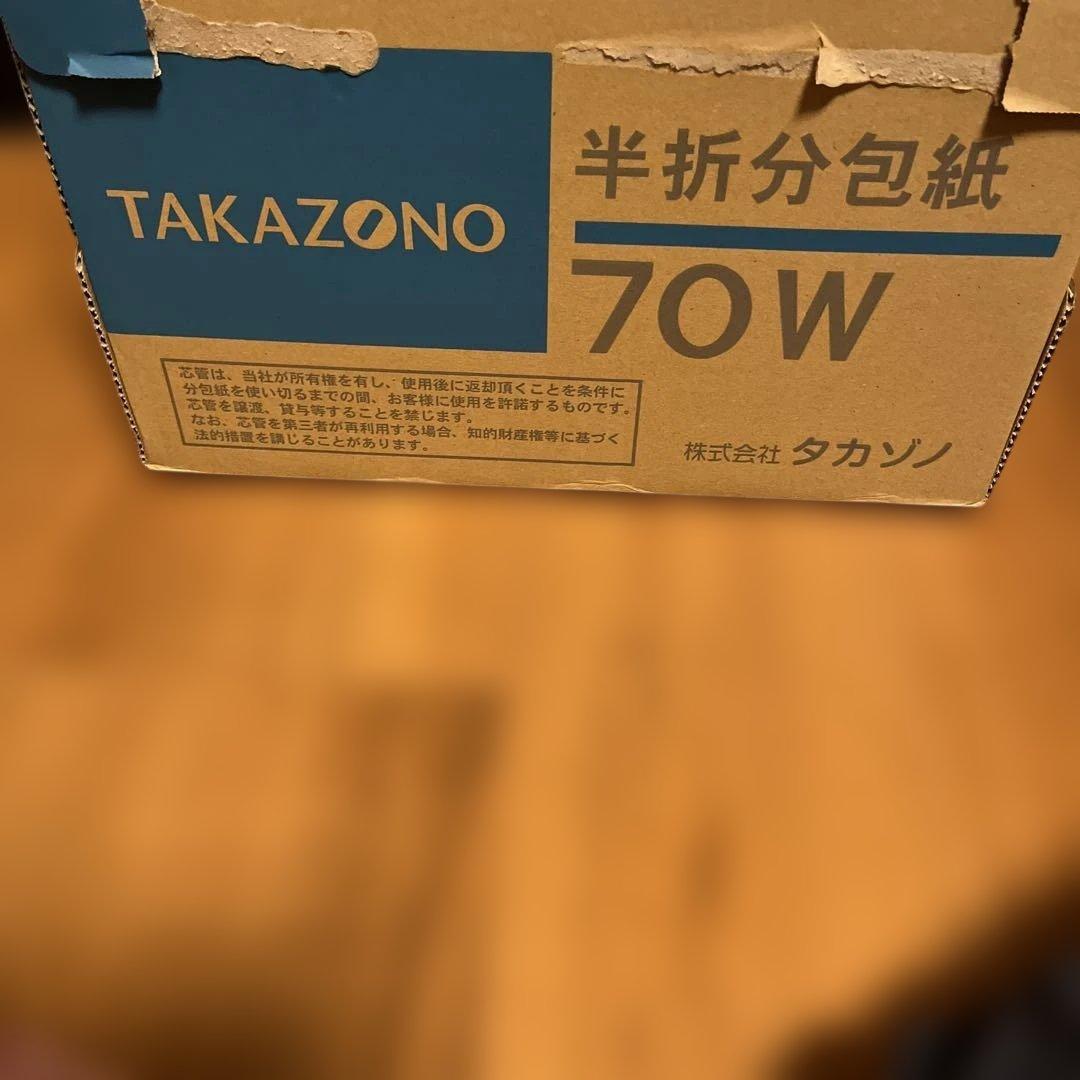 TAKAZONO
半折分包紙
70W
芯管は、当社が所有権を有し、使用後に返却頂くことを条件に
分包紙を使い切るまでの間、お客様に使用を許諾するものです。
芯管を譲渡、貸与等することを禁じます。
なお、芯管を第三者が再利用する場合、知的財産権等に基づく
法的措置を講じることがあります。
株式会社 タカゾノ